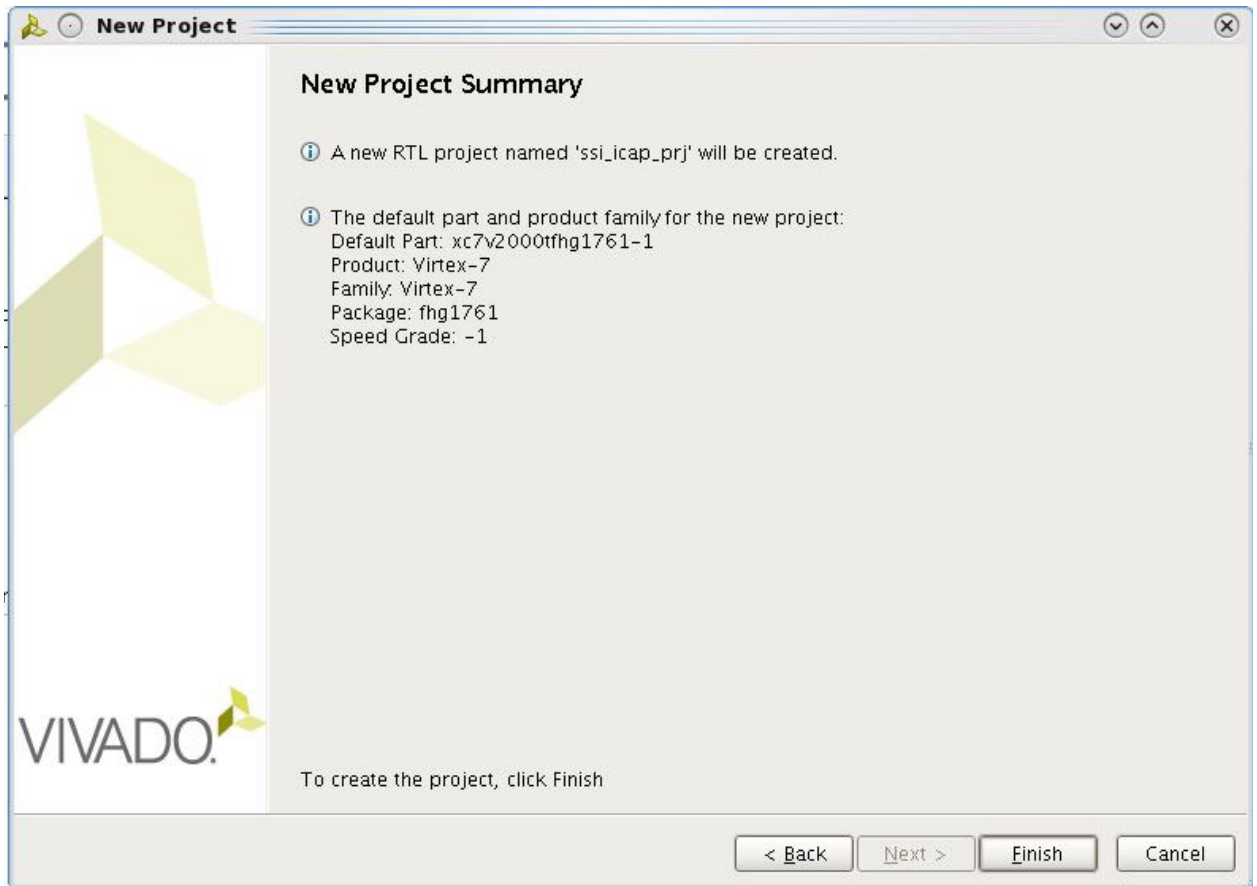 New Project
New Project Summary
A new RTL project named 'ssi_icap_prj' will be created.
The default part and product family for the new project:
Default Part: xc7v2000tfhg1761-1
Product: Virtex-7
Family: Virtex-7
Package: fhg1761
Speed Grade: -1
VIVADO.
To create the project, click Finish
< Back
Next >
Finish
Cancel